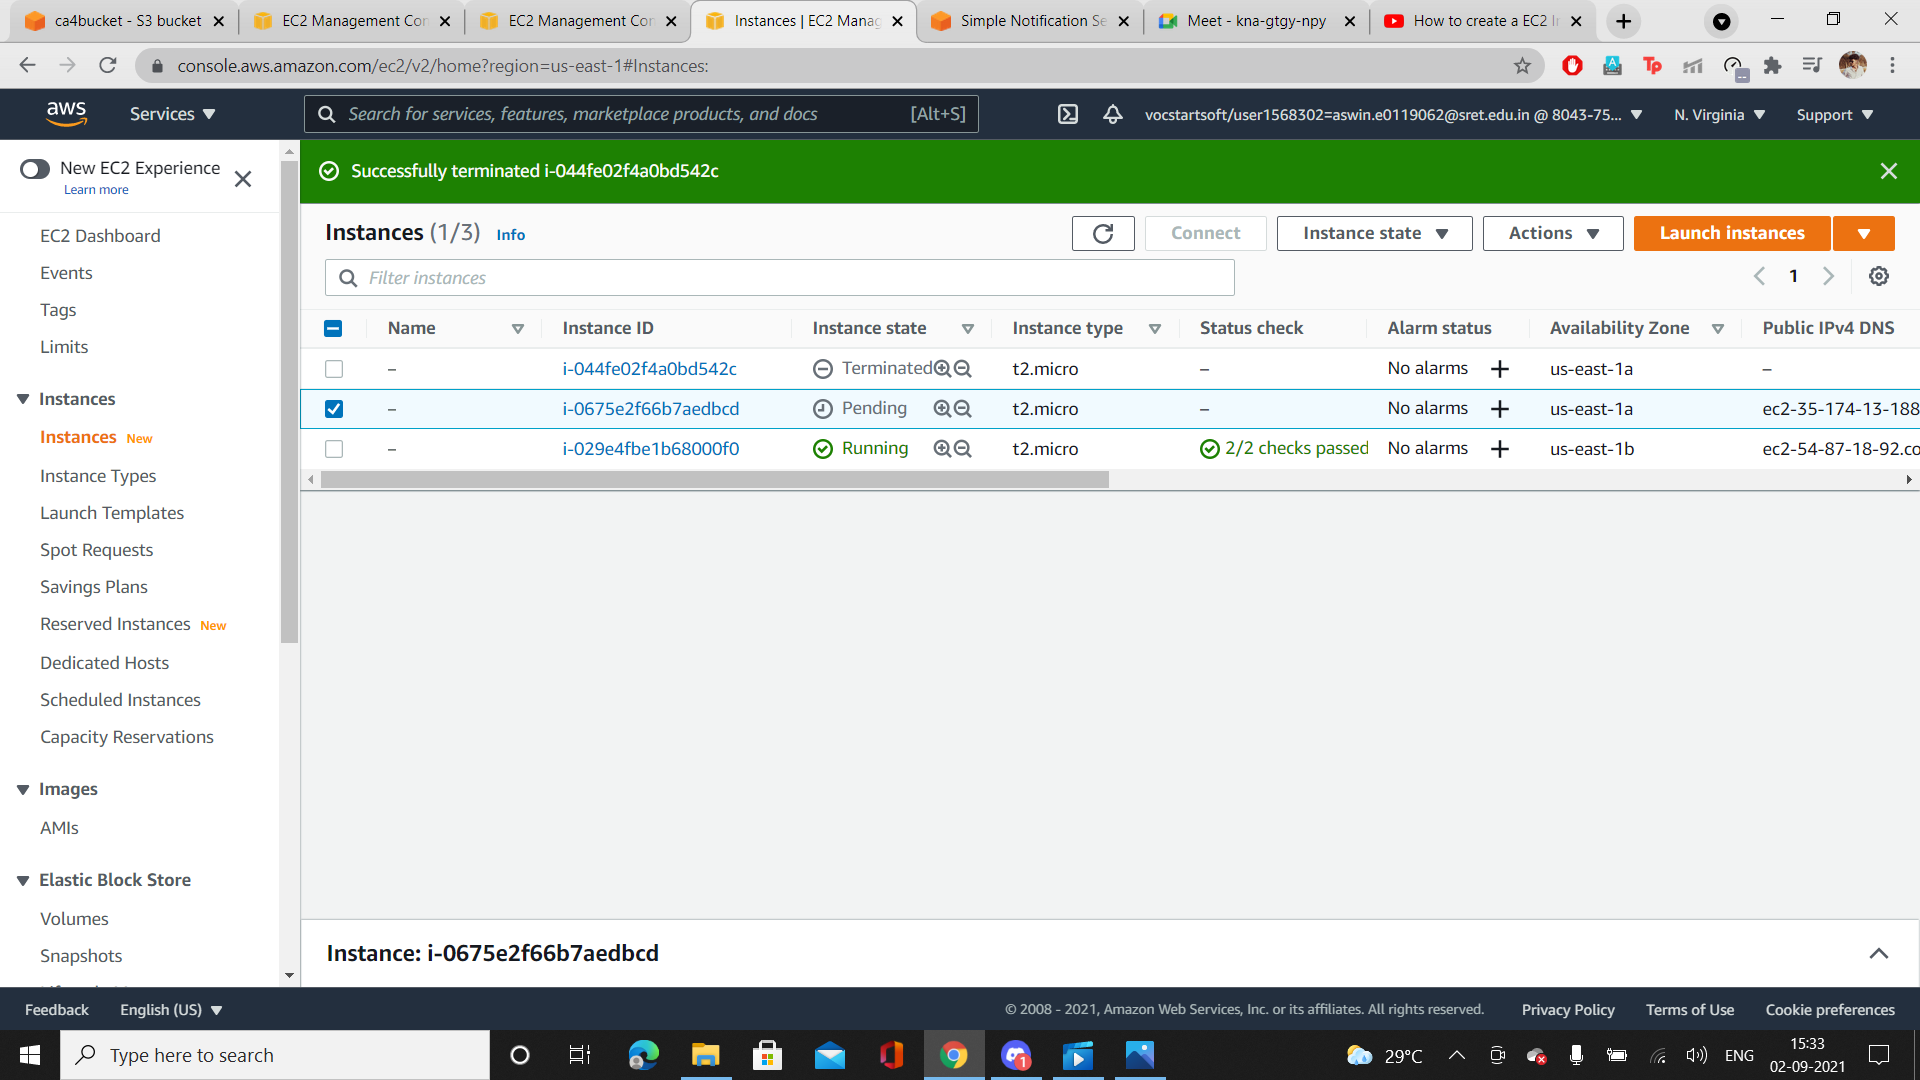 ca4bucket - S3 bucket
EC2 Management Con
EC2 Management Con
Instances | EC2 Manag
Simple Notification Se
Meet - kna-gtgy-npy
How to create a EC2 I
console.aws.amazon.com/ec2/v2/home?region=us-east-1#Instances:
aws
Services
Search for services, features, marketplace products, and docs [Alt+S]
vocstartsoft/user1568302=aswin.e0119062@sret.edu.in @ 8043-75...
N. Virginia
Support
New EC2 Experience
Learn more
EC2 Dashboard
Events
Tags
Limits
Instances
Instances New
Instance Types
Launch Templates
Spot Requests
Savings Plans
Reserved Instances New
Dedicated Hosts
Scheduled Instances
Capacity Reservations
Images
AMIs
Elastic Block Store
Volumes
Snapshots
Successfully terminated i-044fe02f4a0bd542c
Instances (1/3) Info
Connect
Instance state
Actions
Launch instances
Filter instances
1
Name Instance ID Instance state Instance type Status check Alarm status Availability Zone Public IPv4 DNS
– i-044fe02f4a0bd542c Terminated t2.micro – No alarms + us-east-1a –
– i-0675e2f66b7aedbcd Pending t2.micro – No alarms + us-east-1a ec2-35-174-13-188
– i-029e4fbe1b68000f0 Running t2.micro 2/2 checks passed No alarms + us-east-1b ec2-54-87-18-92.co
Instance: i-0675e2f66b7aedbcd
Feedback English (US) © 2008 - 2021, Amazon Web Services, Inc. or its affiliates. All rights reserved. Privacy Policy Terms of Use Cookie preferences
Type here to search
1
29°C
ENG
15:33
02-09-2021